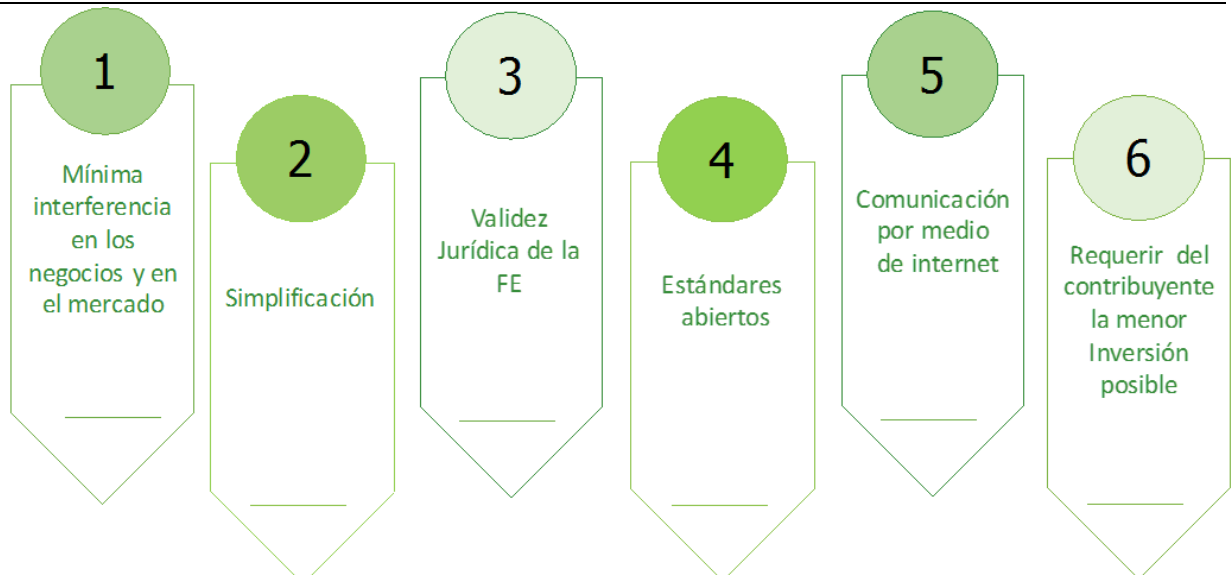 1
Mínima
interferencia
en los
negocios y en
el mercado
2
Simplificación
3
Validez
Jurídica de la
FE
4
Estándares
abiertos
5
Comunicación
por medio
de internet
6
Requerir del
contribuyente
la menor
Inversión
posible